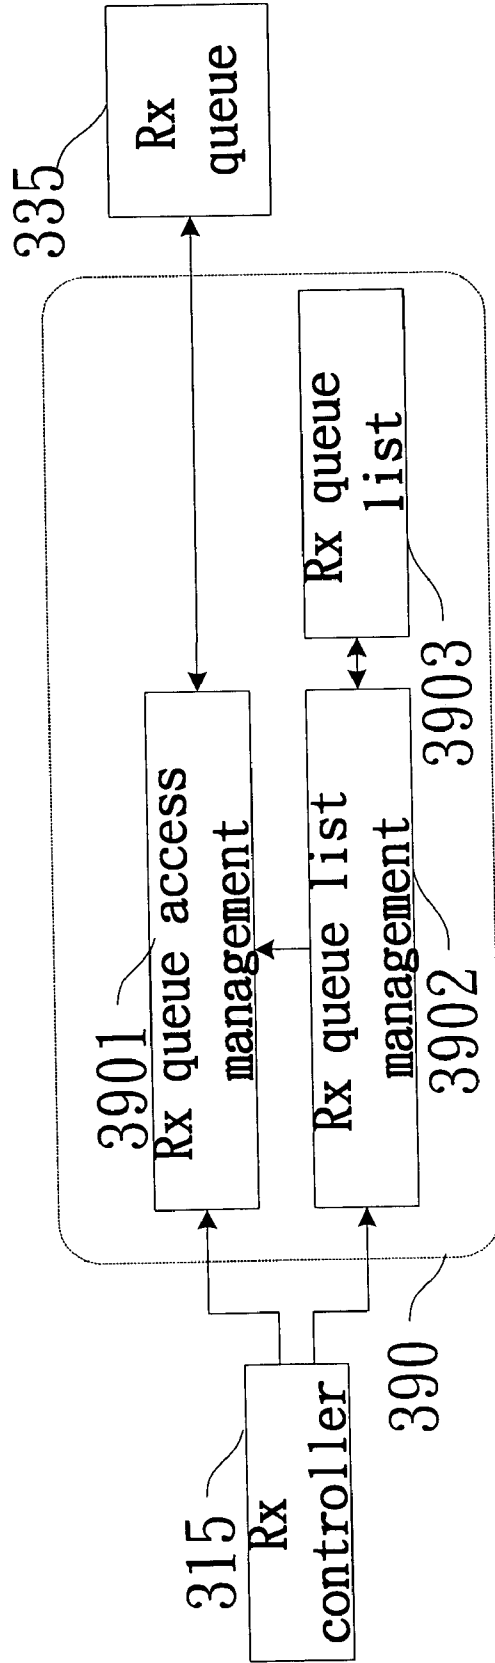 315
Rx
controller
390
3901
Rx queue access
management
3902
Rx queue list
management
3903
Rx queue
list
335
Rx
queue